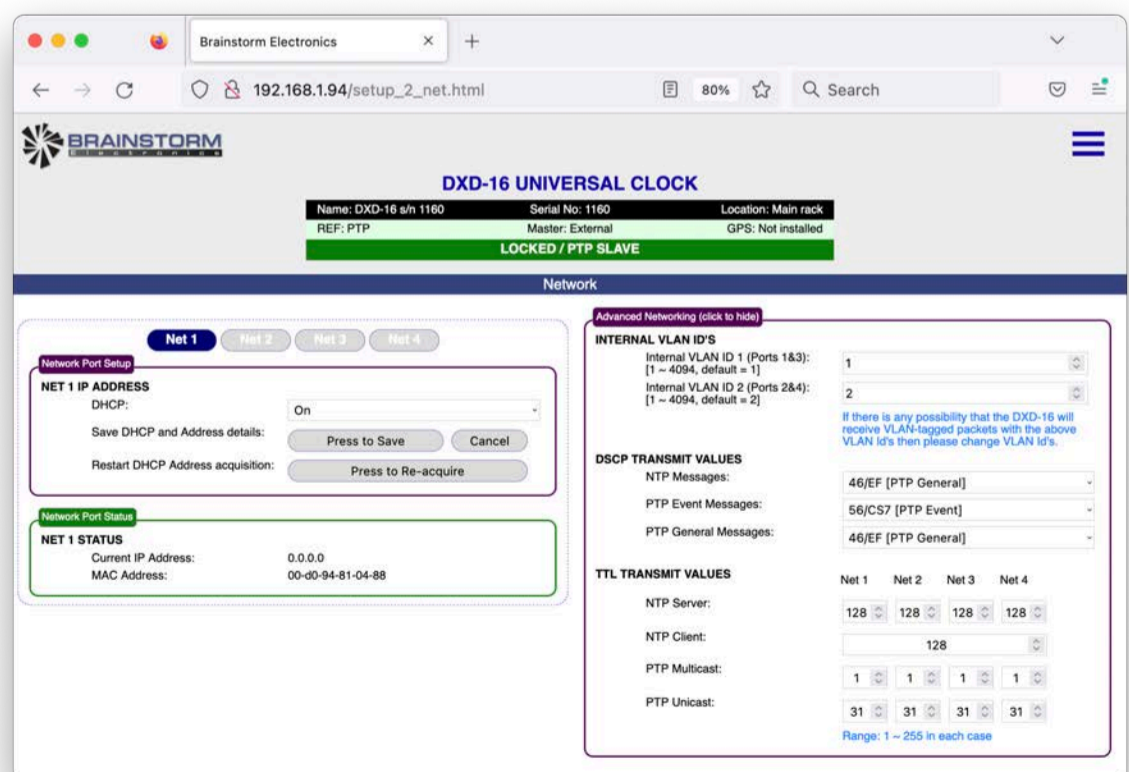 Brainstorm Electronics
192.168.1.94/setup_2_net.html
80%
Search
BRAINSTORM
Electronics
DXD-16 UNIVERSAL CLOCK
Name: DXD-16 s/n 1160 Serial No: 1160 Location: Main rack
REF: PTP Master: External GPS: Not installed
LOCKED / PTP SLAVE
Network
Net 1 Net 2 Net 3 Net 4
Network Port Setup
NET 1 IP ADDRESS
DHCP: On
Save DHCP and Address details: Press to Save Cancel
Restart DHCP Address acquisition: Press to Re-acquire
Network Port Status
NET 1 STATUS
Current IP Address: 0.0.0.0
MAC Address: 00-d0-94-81-04-88
Advanced Networking (click to hide)
INTERNAL VLAN ID'S
Internal VLAN ID 1 (Ports 1&3): 1
[1 ~ 4094, default = 1]
Internal VLAN ID 2 (Ports 2&4): 2
[1 ~ 4094, default = 2]
If there is any possibility that the DXD-16 will
receive VLAN-tagged packets with the above
VLAN Id's then please change VLAN Id's.
DSCP TRANSMIT VALUES
NTP Messages: 46/EF [PTP General]
PTP Event Messages: 56/CS7 [PTP Event]
PTP General Messages: 46/EF [PTP General]
TTL TRANSMIT VALUES Net 1 Net 2 Net 3 Net 4
NTP Server: 128 128 128 128
NTP Client: 128
PTP Multicast: 1 1 1 1
PTP Unicast: 31 31 31 31
Range: 1 ~ 255 in each case